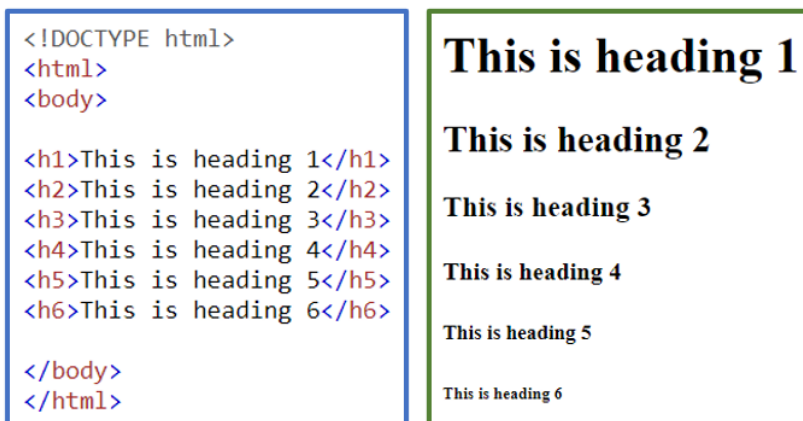 <!DOCTYPE html>
<html>
<body>
<h1>This is heading 1</h1>
<h2>This is heading 2</h2>
<h3>This is heading 3</h3>
<h4>This is heading 4</h4>
<h5>This is heading 5</h5>
<h6>This is heading 6</h6>
</body>
</html>
This is heading 1
This is heading 2
This is heading 3
This is heading 4
This is heading 5
This is heading 6